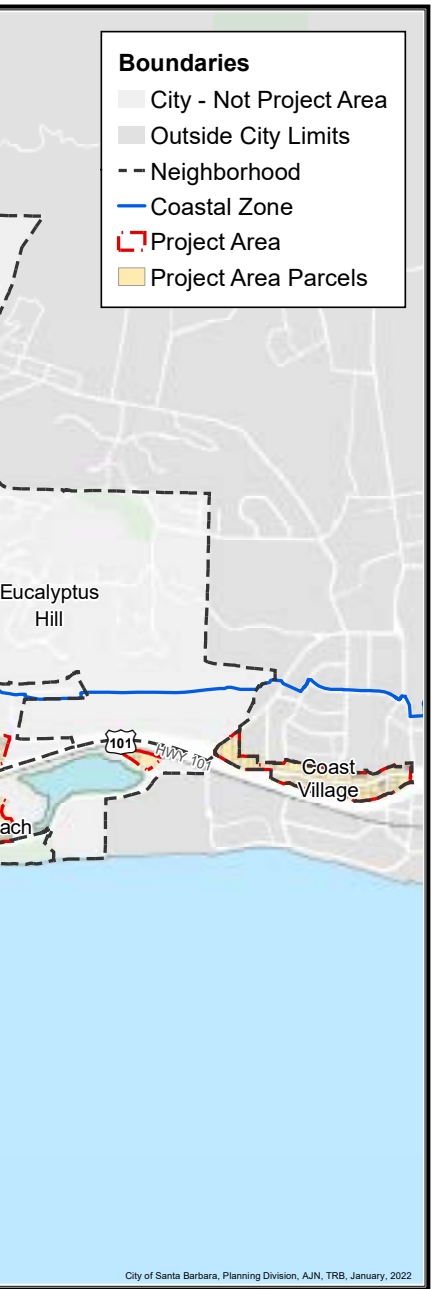 Boundaries
City - Not Project Area
Outside City Limits
Neighborhood
Coastal Zone
Project Area
Project Area Parcels
Eucalyptus
Hill
101
HWY 101
Coast
Village
ach
City of Santa Barbara, Planning Division, AJN, TRB, January, 2022